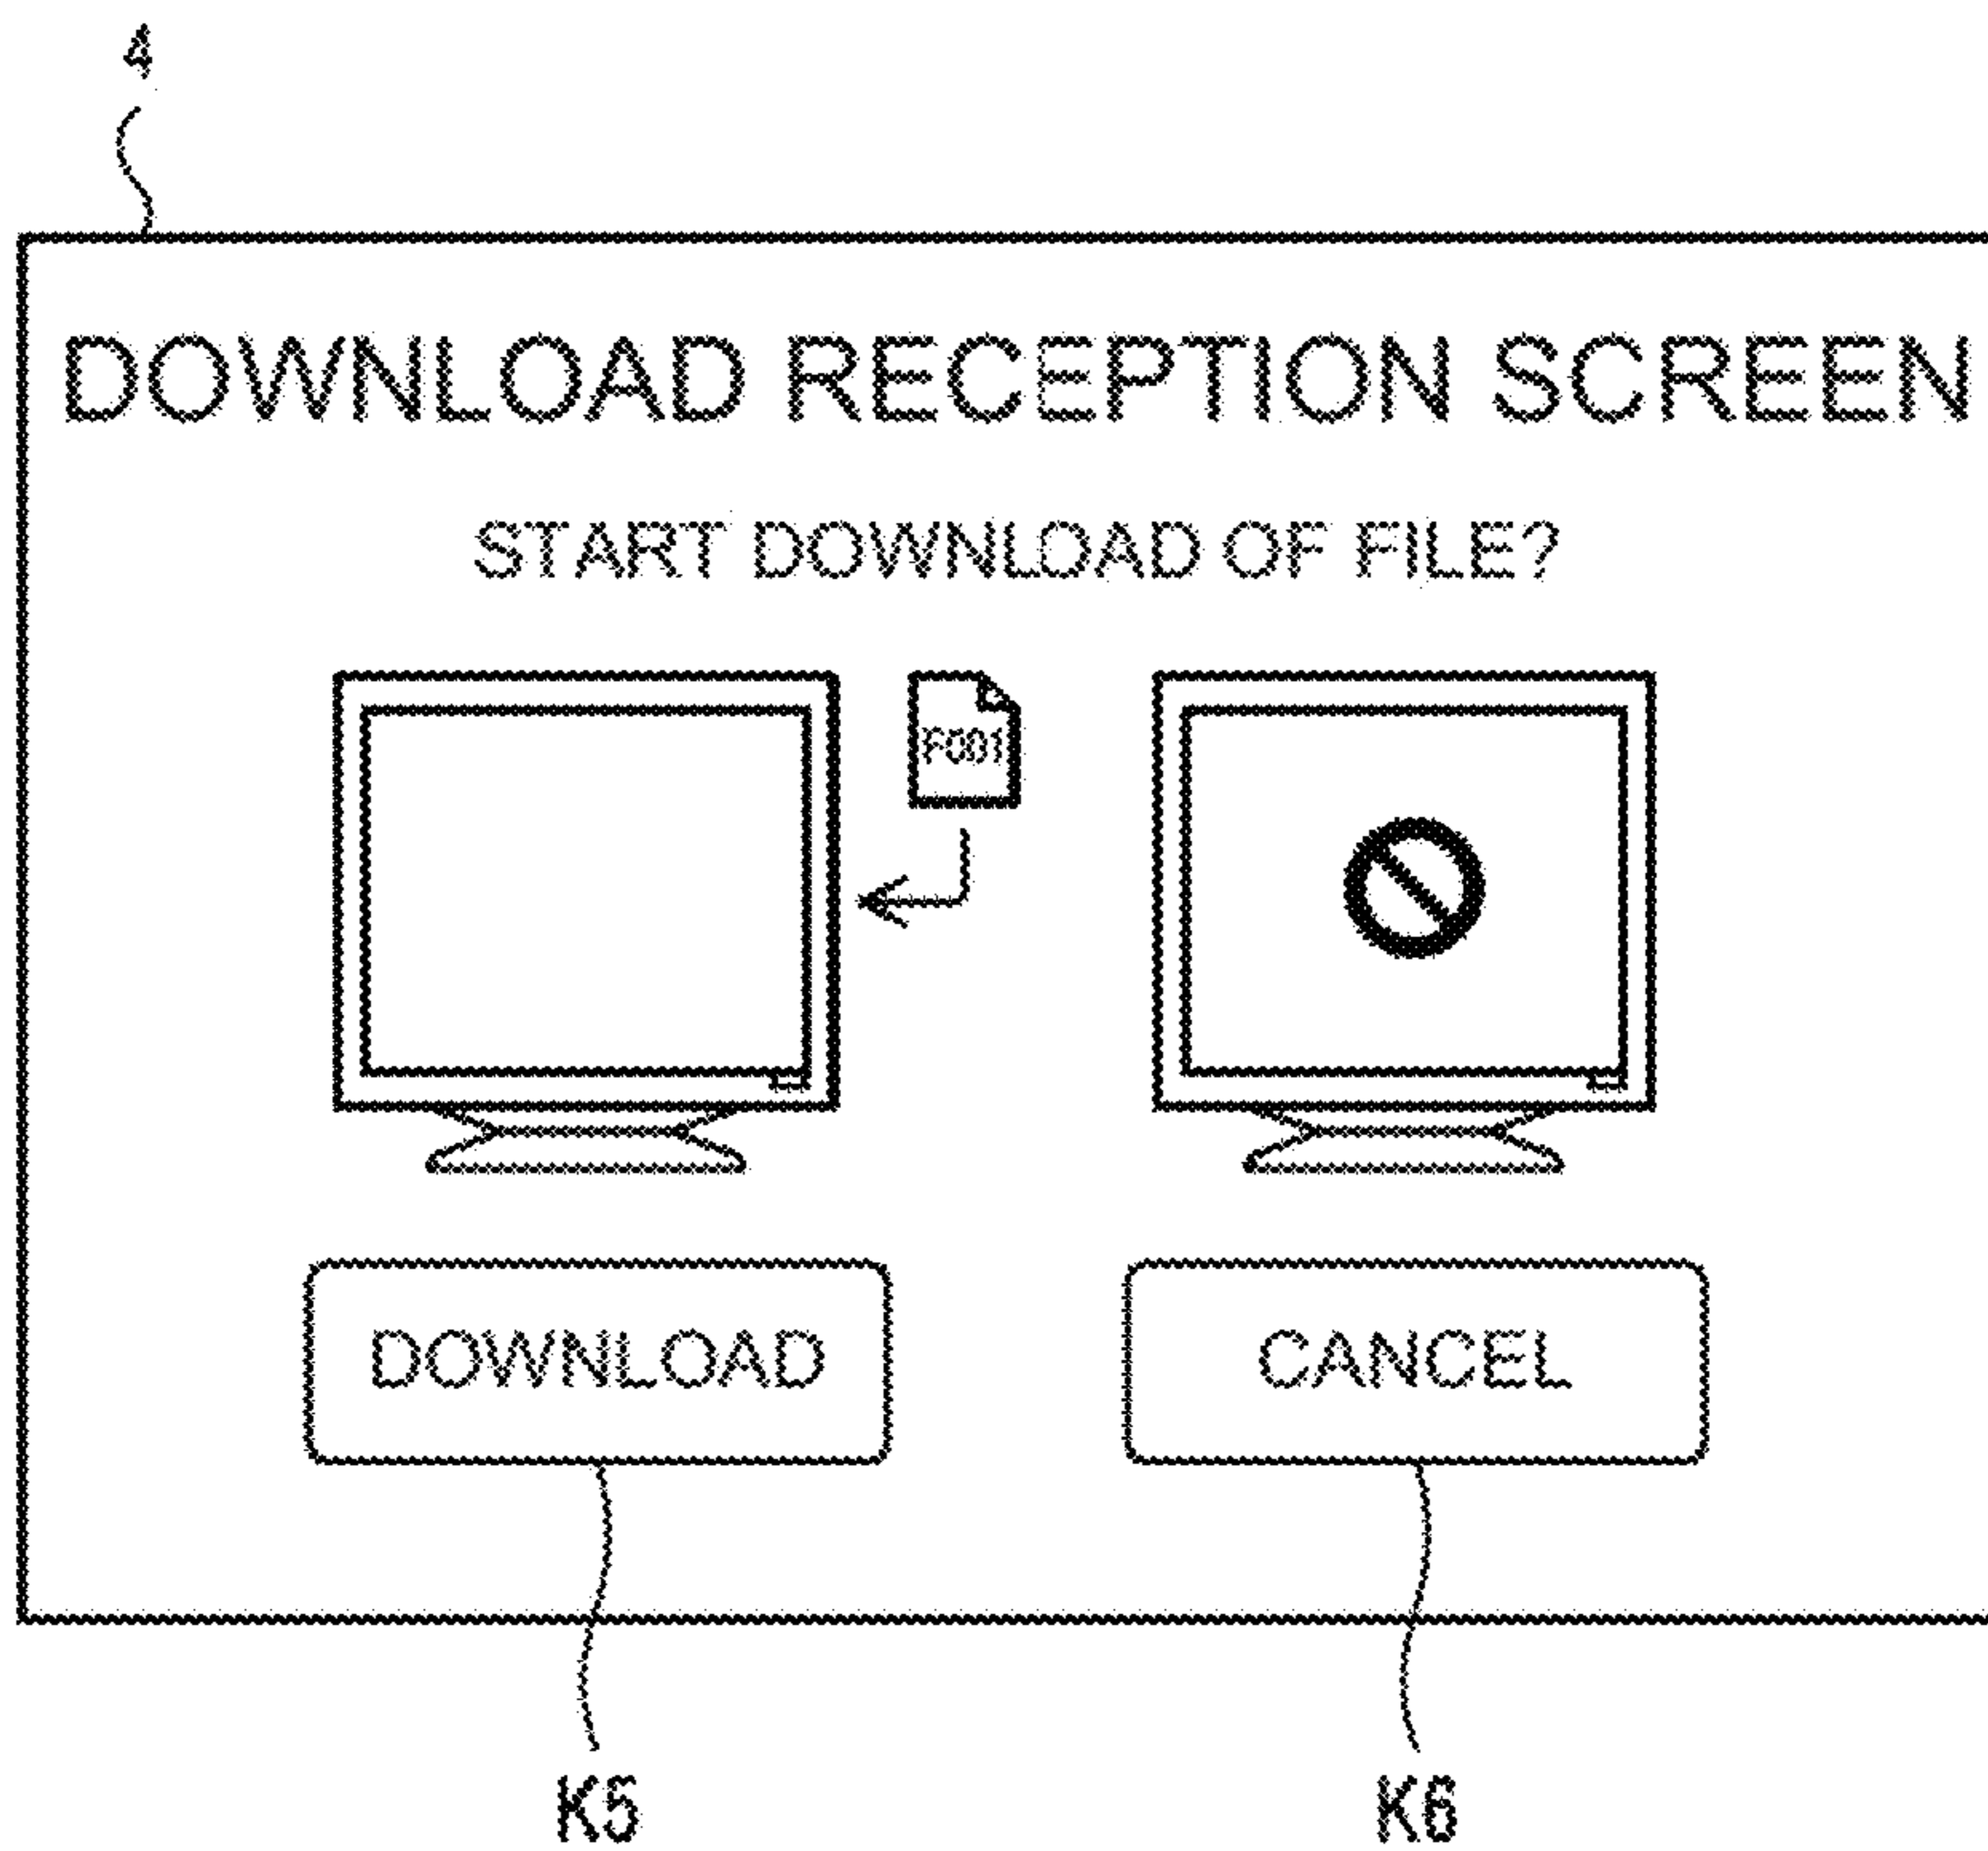 4
DOWNLOAD RECEPTION SCREEN
START DOWNLOAD OF FILE?
F001
DOWNLOAD
CANCEL
K5
K6